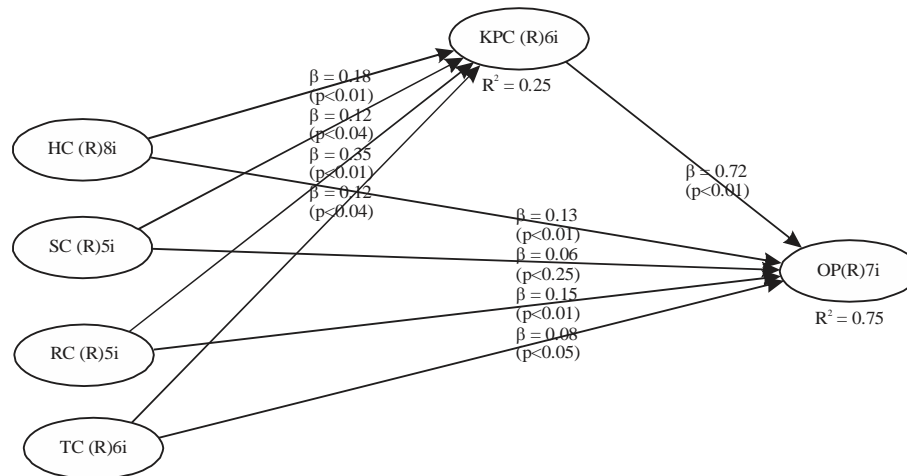 KPC (R)6i
R² = 0.25
β = 0.18
(p<0.01)
β = 0.12
(p<0.04)
β = 0.35
(p<0.01)
β = 0.12
(p<0.04)
HC (R)8i
β = 0.72
(p<0.01)
β = 0.13
(p<0.01)
SC (R)5i
β = 0.06
(p<0.25)
OP(R)7i
R² = 0.75
β = 0.15
(p<0.01)
RC (R)5i
β = 0.08
(p<0.05)
TC (R)6i